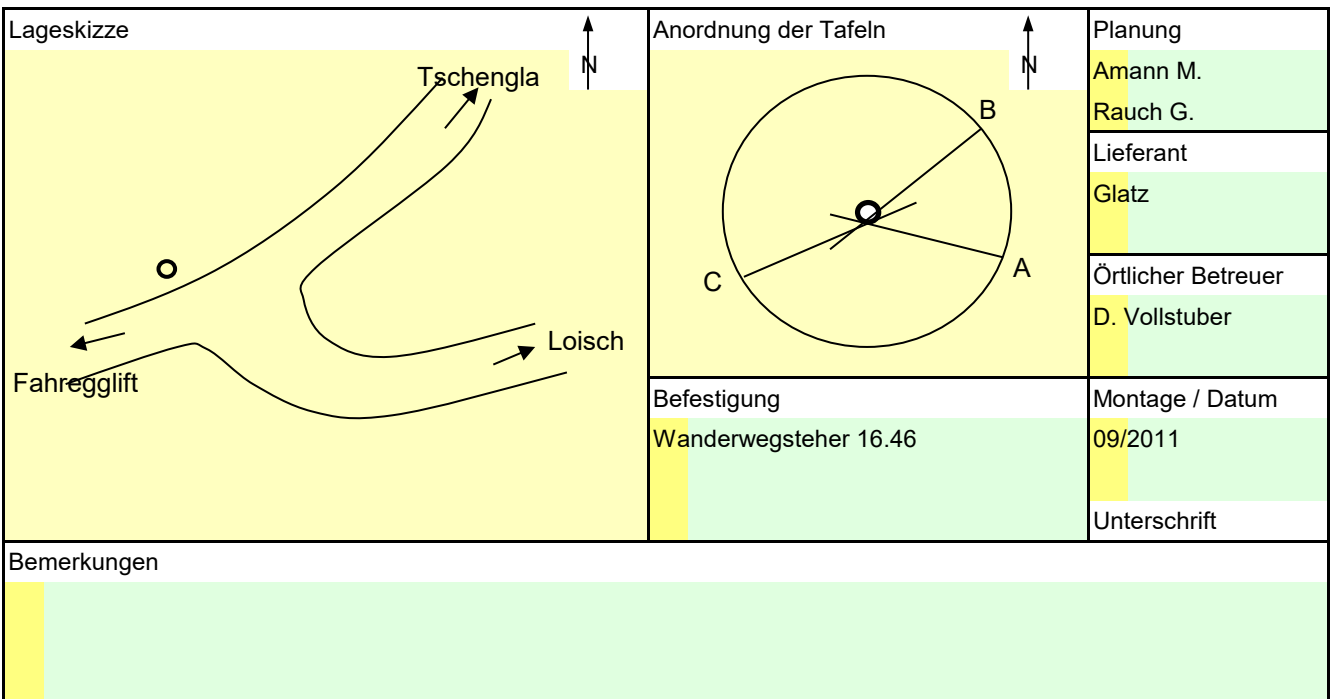 Lageskizze
N
Tschengla
Loisch
Fahregglift
Anordnung der Tafeln
N
B
A
C
Befestigung
Wanderwegsteher 16.46
Planung
Amann M.
Rauch G.
Lieferant
Glatz
Örtlicher Betreuer
D. Vollstuber
Montage / Datum
09/2011
Unterschrift
Bemerkungen